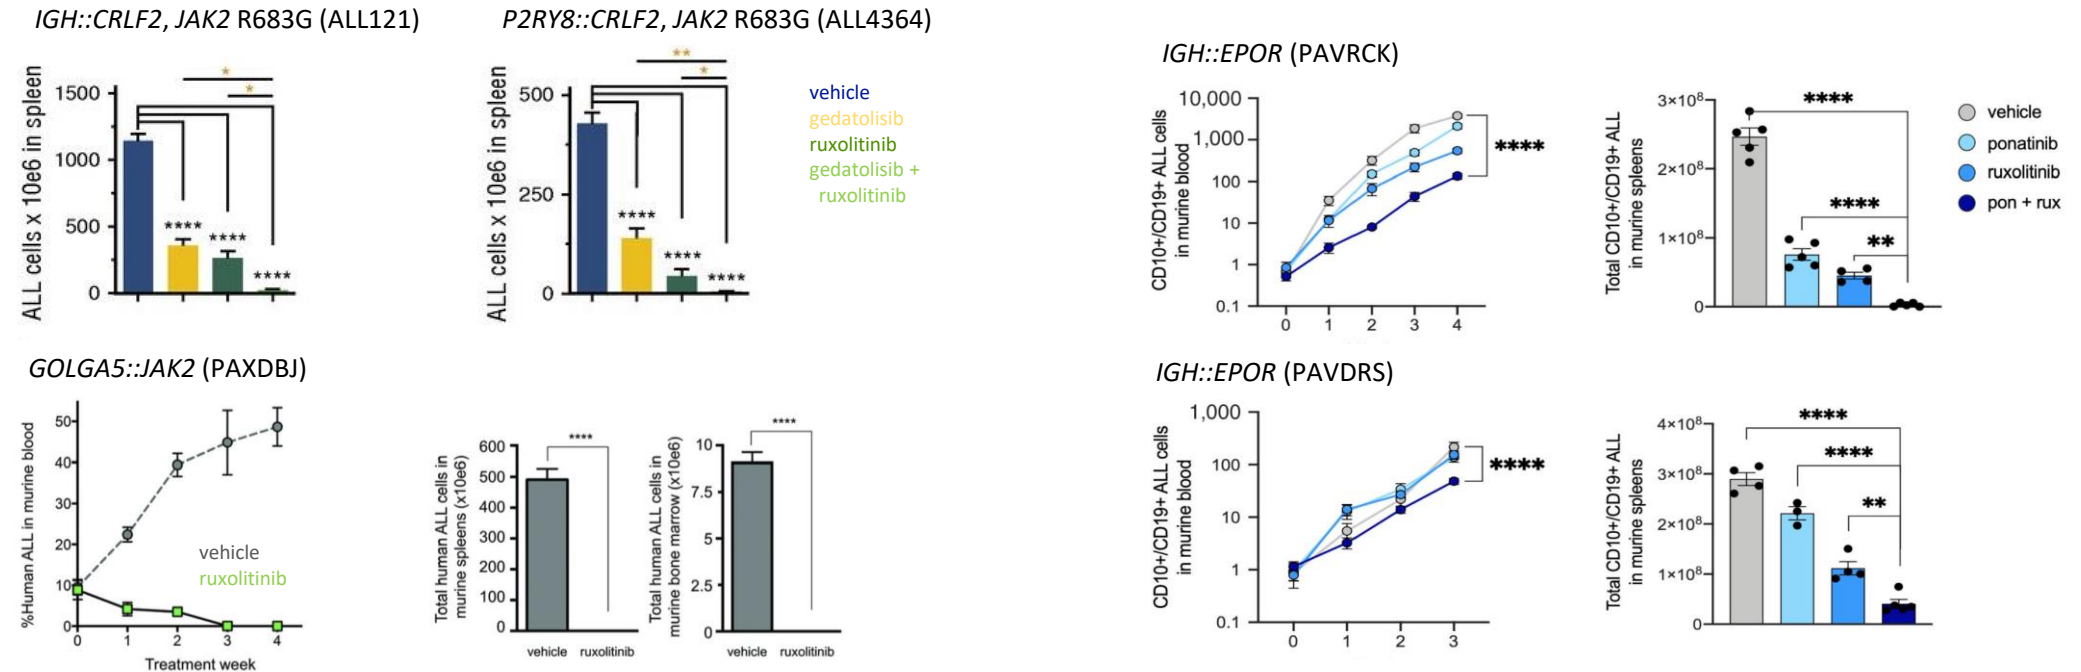 IGH::CRLF2, JAK2 R683G (ALL121)
ALL cells x 10e6 in spleen
1500
1000
500
0
*
*
****
****
****
P2RY8::CRLF2, JAK2 R683G (ALL4364)
ALL cells x 10e6 in spleen
500
250
0
**
*
****
****
****
vehicle
gedatolisib
ruxolitinib
gedatolisib +
ruxolitinib
IGH::EPOR (PAVRCK)
CD10+/CD19+ ALL cells
in murine blood
10,000
1,000
100
10
1
0.1
0
1
2
3
4
****
Total CD10+/CD19+ ALL
in murine spleens
3×10⁸
2×10⁸
1×10⁸
0
****
****
**
vehicle
ponatinib
ruxolitinib
pon + rux
GOLGA5::JAK2 (PAXDBJ)
%Human ALL in murine blood
50
40
30
20
10
0
0
1
2
3
4
Treatment week
vehicle
ruxolitinib
Total human ALL cells in
murine spleens (x10e6)
600
500
400
300
200
100
0
****
vehicle
ruxolitinib
Total human ALL cells in
murine bone marrow (x10e6)
10
7.5
5
2.5
0
****
vehicle
ruxolitinib
IGH::EPOR (PAVDRS)
CD10+/CD19+ ALL cells
in murine blood
1,000
100
10
1
0.1
0
1
2
3
****
Total CD10+/CD19+ ALL
in murine spleens
4×10⁸
3×10⁸
2×10⁸
1×10⁸
0
****
****
**